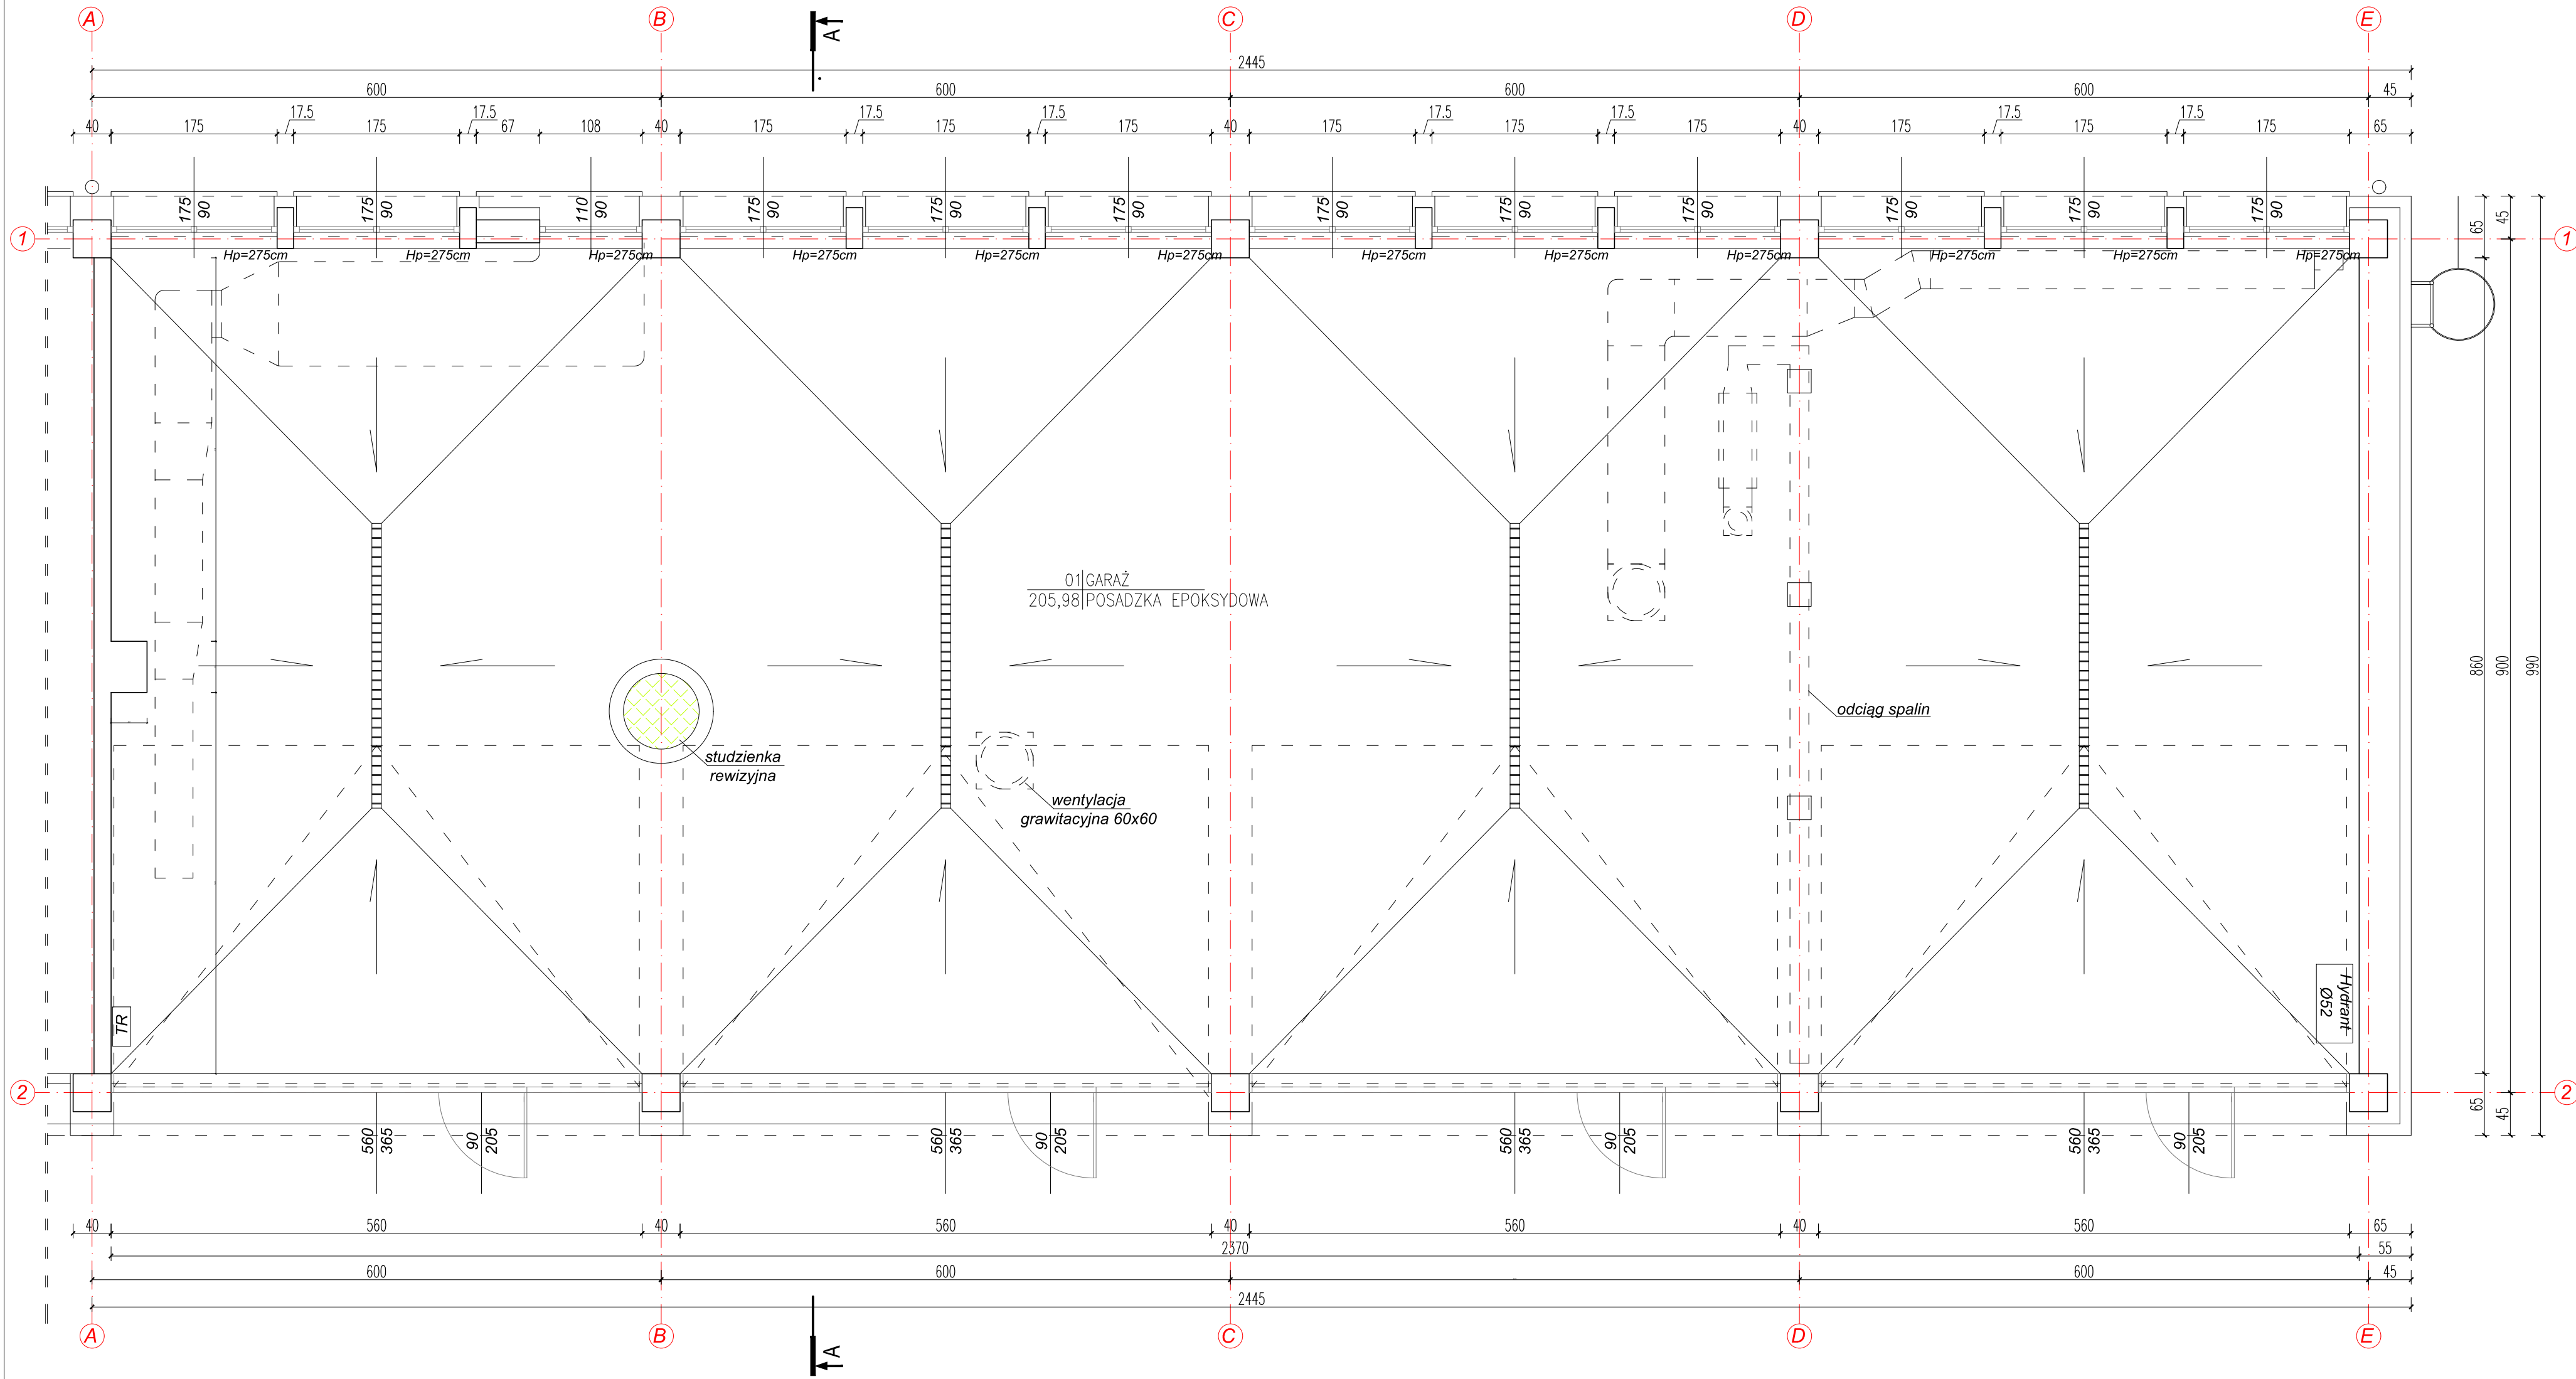 A B C D E
A
2445
600 600 600 600 45
17.5 17.5 17.5 17.5 17.5 17.5 17.5 17.5
40 175 175 67 108 40 175 175 175 40 175 175 175 40 175 175 175 65
175 90 175 90 110 90 175 90 175 90 175 90 175 90 175 90 175 90 175 90 175 90 175 90
1 1
Hp=275cm Hp=275cm Hp=275cm Hp=275cm Hp=275cm Hp=275cm Hp=275cm Hp=275cm Hp=275cm Hp=275cm Hp=275cm Hp=275cm
65 45
01 GARAŻ
205,98 POSADZKA EPOKSYDOWA
860 900 990
odciąg spalin
studzienka
rewizyjna
wentylacja
grawitacyjna 60x60
TR
Hydrant
Ø52
2 2
65 45
560 365 90 205 560 365 90 205 560 365 90 205 560 365 90 205
40 560 40 560 40 560 40 560 65
2370 55
600 600 600 45
2445
A B C D E
A